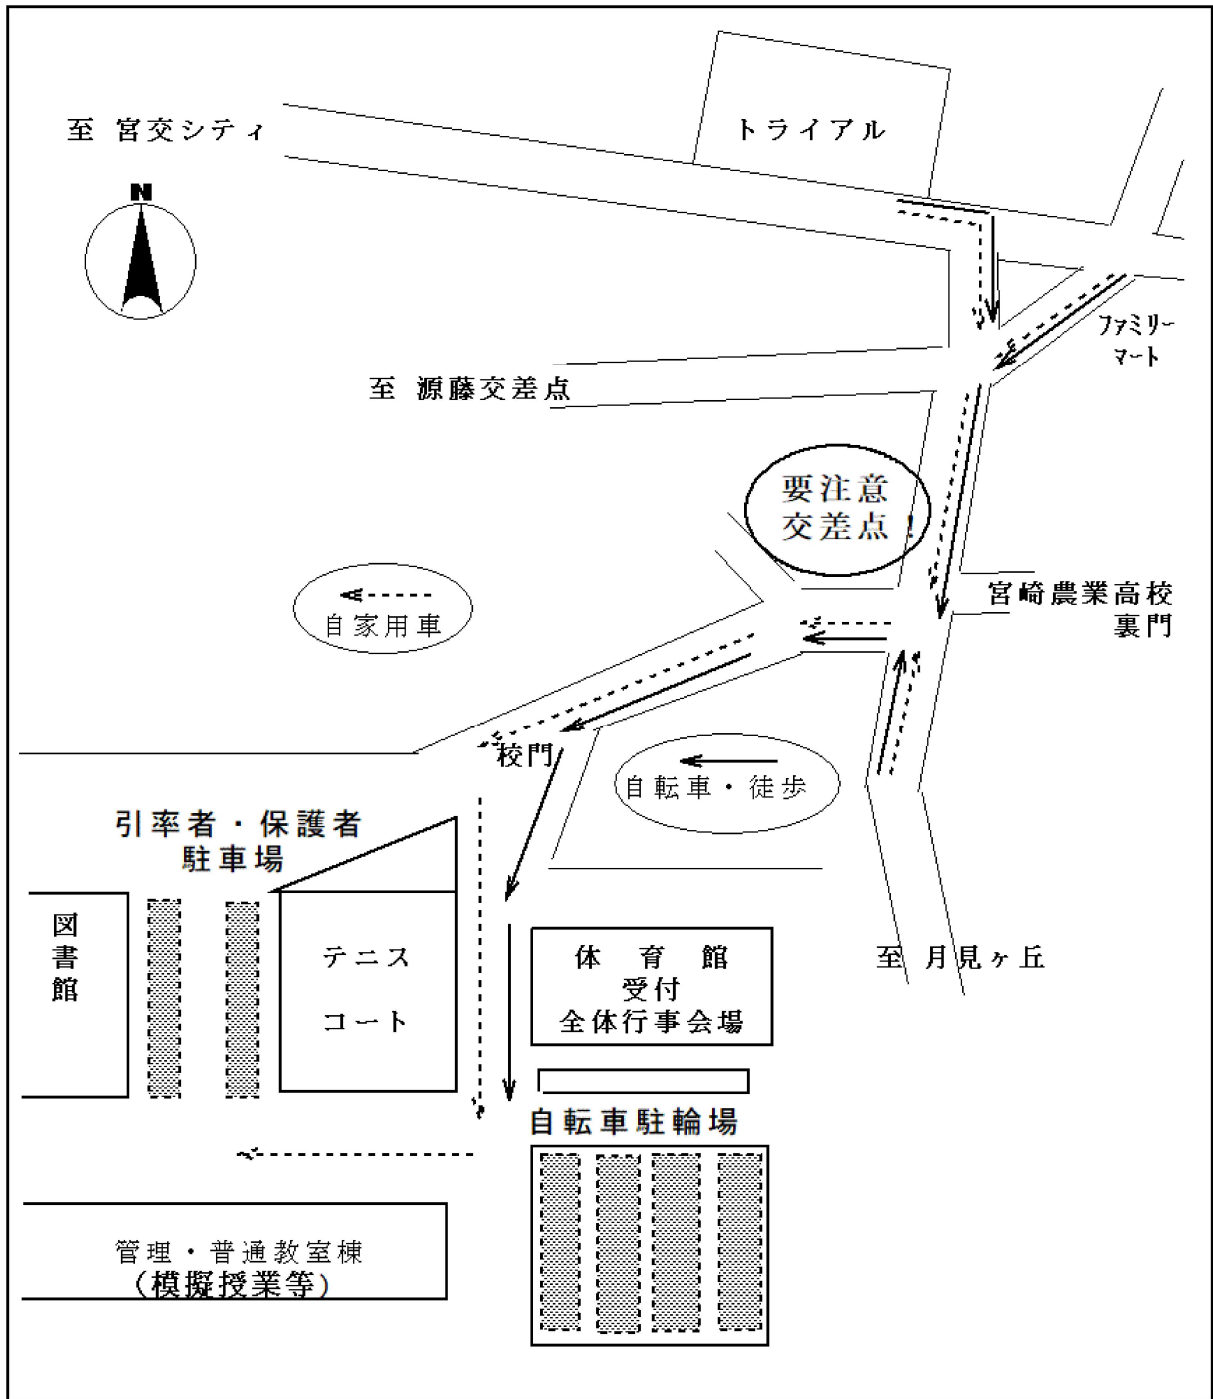 至 宮交シティ
トライアル
N
ファミリー
マート
至 源藤交差点
要注意
交差点！
自家用車
宮崎農業高校
裏門
校門
自転車・徒歩
引率者・保護者
駐車場
図書館
テニス
コート
体 育 館
受付
全体行事会場
至 月見ヶ丘
自転車駐輪場
管理・普通教室棟
(模擬授業等)